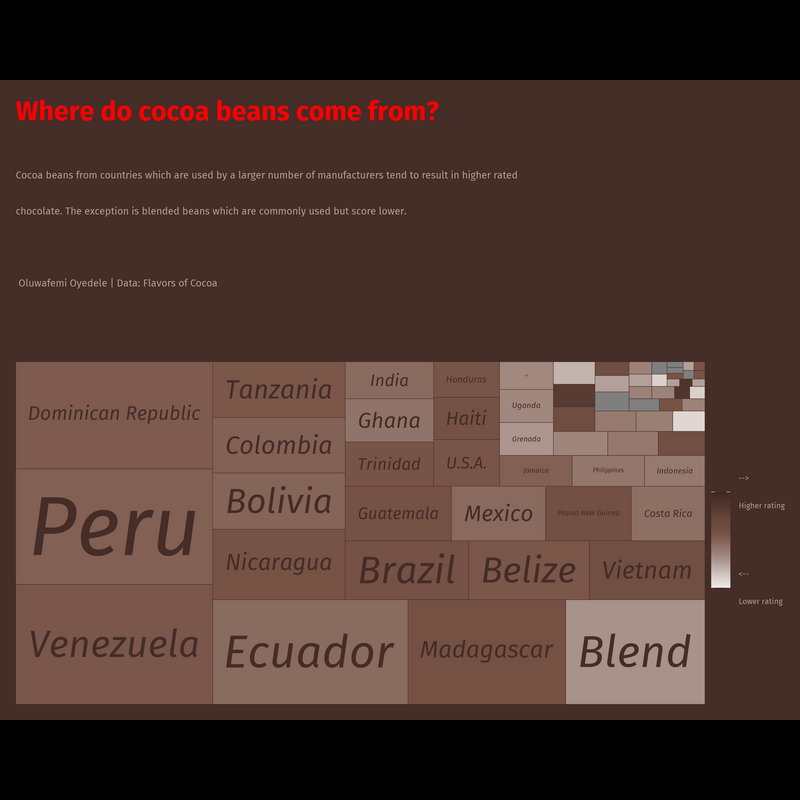 Where do cocoa beans come from?
Cocoa beans from countries which are used by a larger number of manufacturers tend to result in higher rated
chocolate. The exception is blended beans which are commonly used but score lower.
Oluwafemi Oyedele | Data: Flavors of Cocoa
Dominican Republic
Peru
Venezuela
Tanzania
Colombia
Bolivia
Nicaragua
Ecuador
Madagascar
Blend
India
Ghana
Trinidad
Honduras
Haiti
U.S.A.
Guatemala
Mexico
Papua New Guinea
Costa Rica
Brazil
Belize
Vietnam
Uganda
Grenada
Jamaica
Philippines
Indonesia
-->
Higher rating
<--
Lower rating